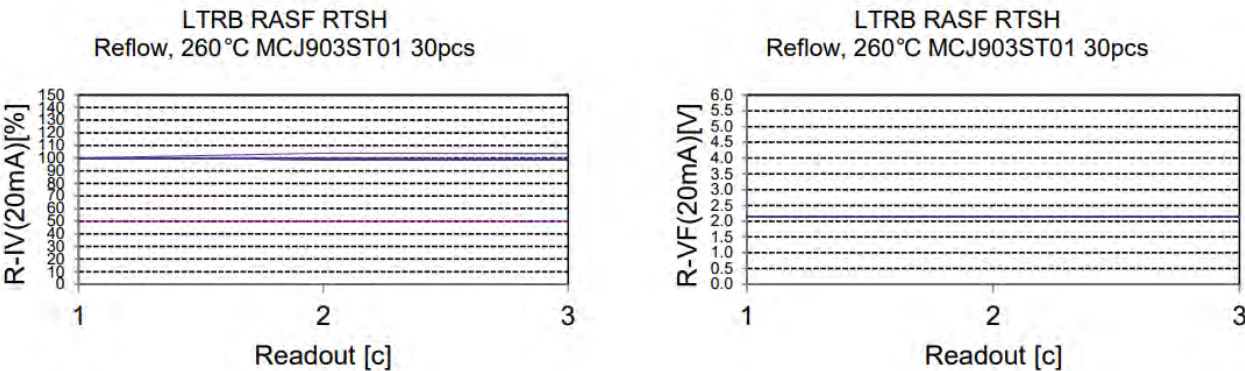 LTRB RASF RTSH
Reflow, 260°C MCJ903ST01 30pcs
R-IV(20mA)[%]
150
140
130
120
110
100
90
80
70
60
50
40
30
20
10
0
1 2 3
Readout [c]
LTRB RASF RTSH
Reflow, 260°C MCJ903ST01 30pcs
R-VF(20mA)[V]
6.0
5.5
5.0
4.5
4.0
3.5
3.0
2.5
2.0
1.5
1.0
0.5
0.0
1 2 3
Readout [c]